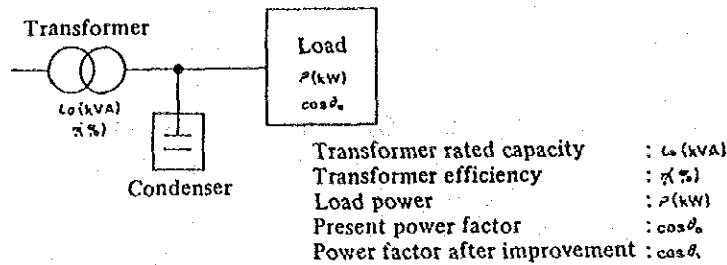 Transformer
Load
P(kW)
cosθ₀
L₀(kVA)
η(%)
Condenser
Transformer rated capacity : L₀(kVA)
Transformer efficiency : η(%)
Load power : P(kW)
Present power factor : cosθ₀
Power factor after improvement : cosθ₁